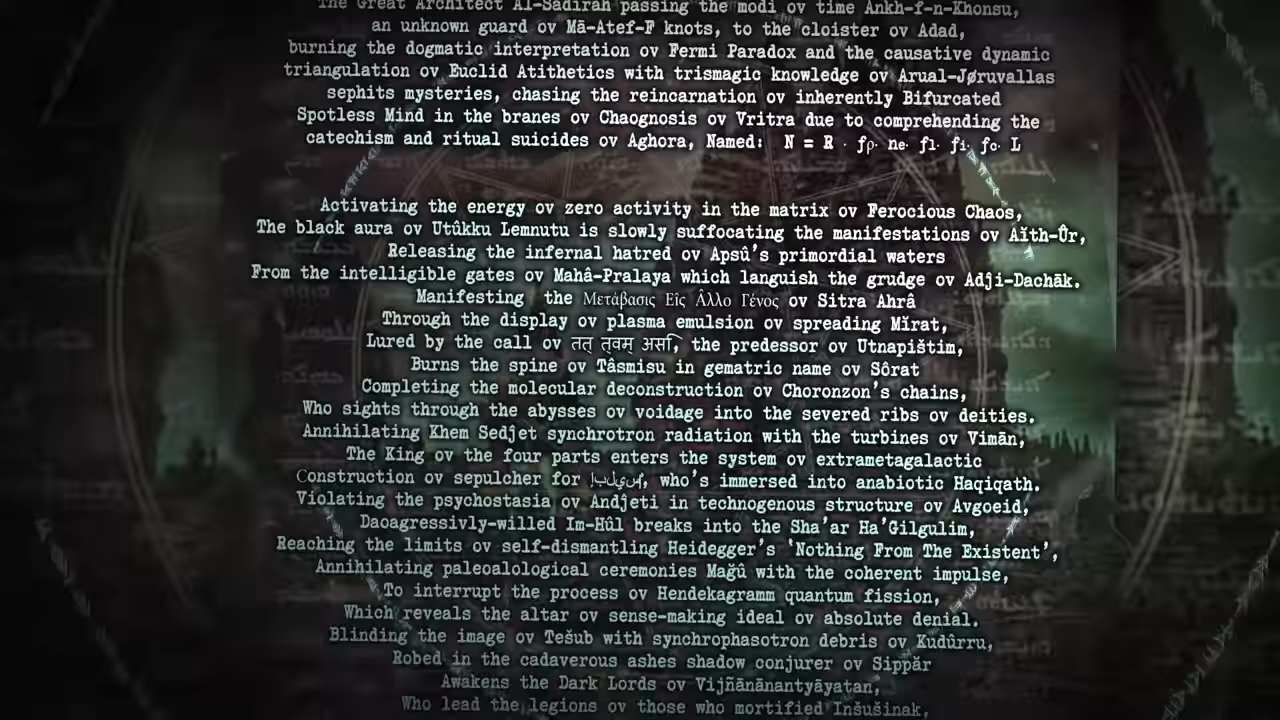 The Great Architect Al-Sadirah passing the modi ov time Ankh-f-n-Khonsu,
an unknown guard ov Mā-Atef-F knots, to the cloister ov Adad,
burning the dogmatic interpretation ov Fermi Paradox and the causative dynamic
triangulation ov Euclid Atithetics with trismagic knowledge ov Arual-Jøruvallas
sephits mysteries, chasing the reincarnation ov inherently Bifurcated
Spotless Mind in the branes ov Chaognosis ov Vritra due to comprehending the
catechism and ritual suicides ov Aghora, Named: N = R · fρ· ne· fl· fi· fc· L
Activating the energy ov zero activity in the matrix ov Ferocious Chaos,
The black aura ov Utûkku Lemnutu is slowly suffocating the manifestations ov Aĭth-Ûr,
Releasing the infernal hatred ov Apsû's primordial waters
From the intelligible gates ov Mahâ-Pralaya which languish the grudge ov Adji-Dachāk.
Manifesting the Μετάβασις Εἰς Ἄλλο Γένος ov Sitra Ahrâ
Through the display ov plasma emulsion ov spreading Mĭrat,
Lured by the call ov तत् त्वम् असि, the predessor ov Utnapištim,
Burns the spine ov Tâsmisu in gematric name ov Sôrat
Completing the molecular deconstruction ov Choronzon's chains,
Who sights through the abysses ov voidage into the severed ribs ov deities.
Annihilating Khem Sedjet synchrotron radiation with the turbines ov Vimān,
The King ov the four parts enters the system ov extrametagalactic
Construction ov sepulcher for إبليس, who's immersed into anabiotic Haqiqath.
Violating the psychostasia ov Andjeti in technogenous structure ov Avgoeid,
Daoagressivly-willed Im-Hûl breaks into the Sha'ar Ha'Gilgulim,
Reaching the limits ov self-dismantling Heidegger's 'Nothing From The Existent',
Annihilating paleoalological ceremonies Mağû with the coherent impulse,
To interrupt the process ov Hendekagramm quantum fission,
Which reveals the altar ov sense-making ideal ov absolute denial.
Blinding the image ov Tešub with synchrophasotron debris ov Kudûrru,
Robed in the cadaverous ashes shadow conjurer ov Sippăr
Awakens the Dark Lords ov Vijñānānantyāyatan,
Who lead the legions ov those who mortified Inšušinak,